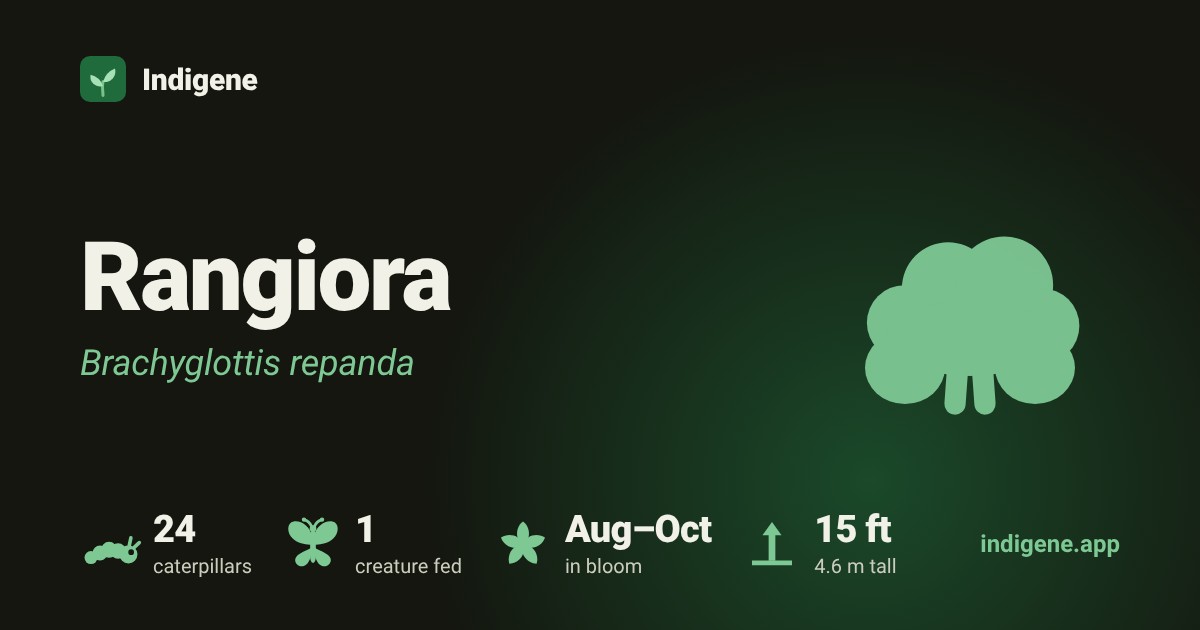 Indigene
Rangiora
Brachyglottis repanda
24
caterpillars
1
creature fed
Aug–Oct
in bloom
15 ft
4.6 m tall
indigene.app